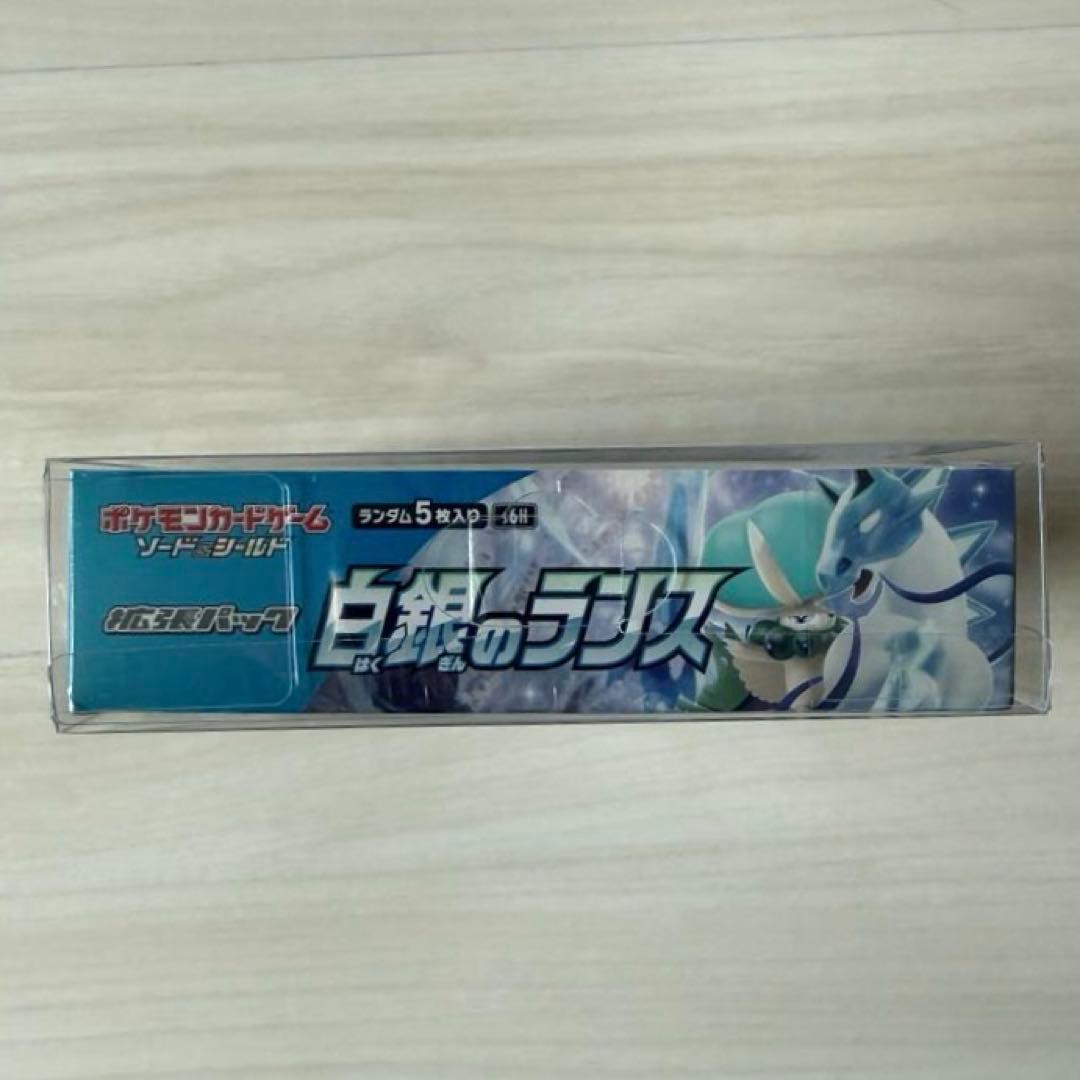 ポケモンカードゲーム
ソード&シールド
ランダム5枚入り
s6H
拡張パック
白銀のランス
はく ぎん